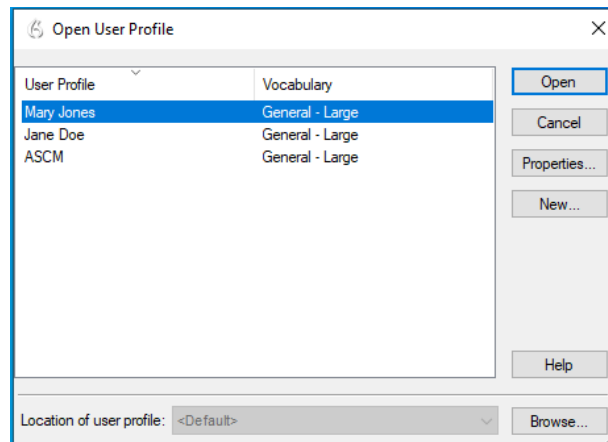 Open User Profile
User Profile Vocabulary
Mary Jones General - Large
Jane Doe General - Large
ASCM General - Large
Open
Cancel
Properties...
New...
Help
Location of user profile: <Default> Browse...